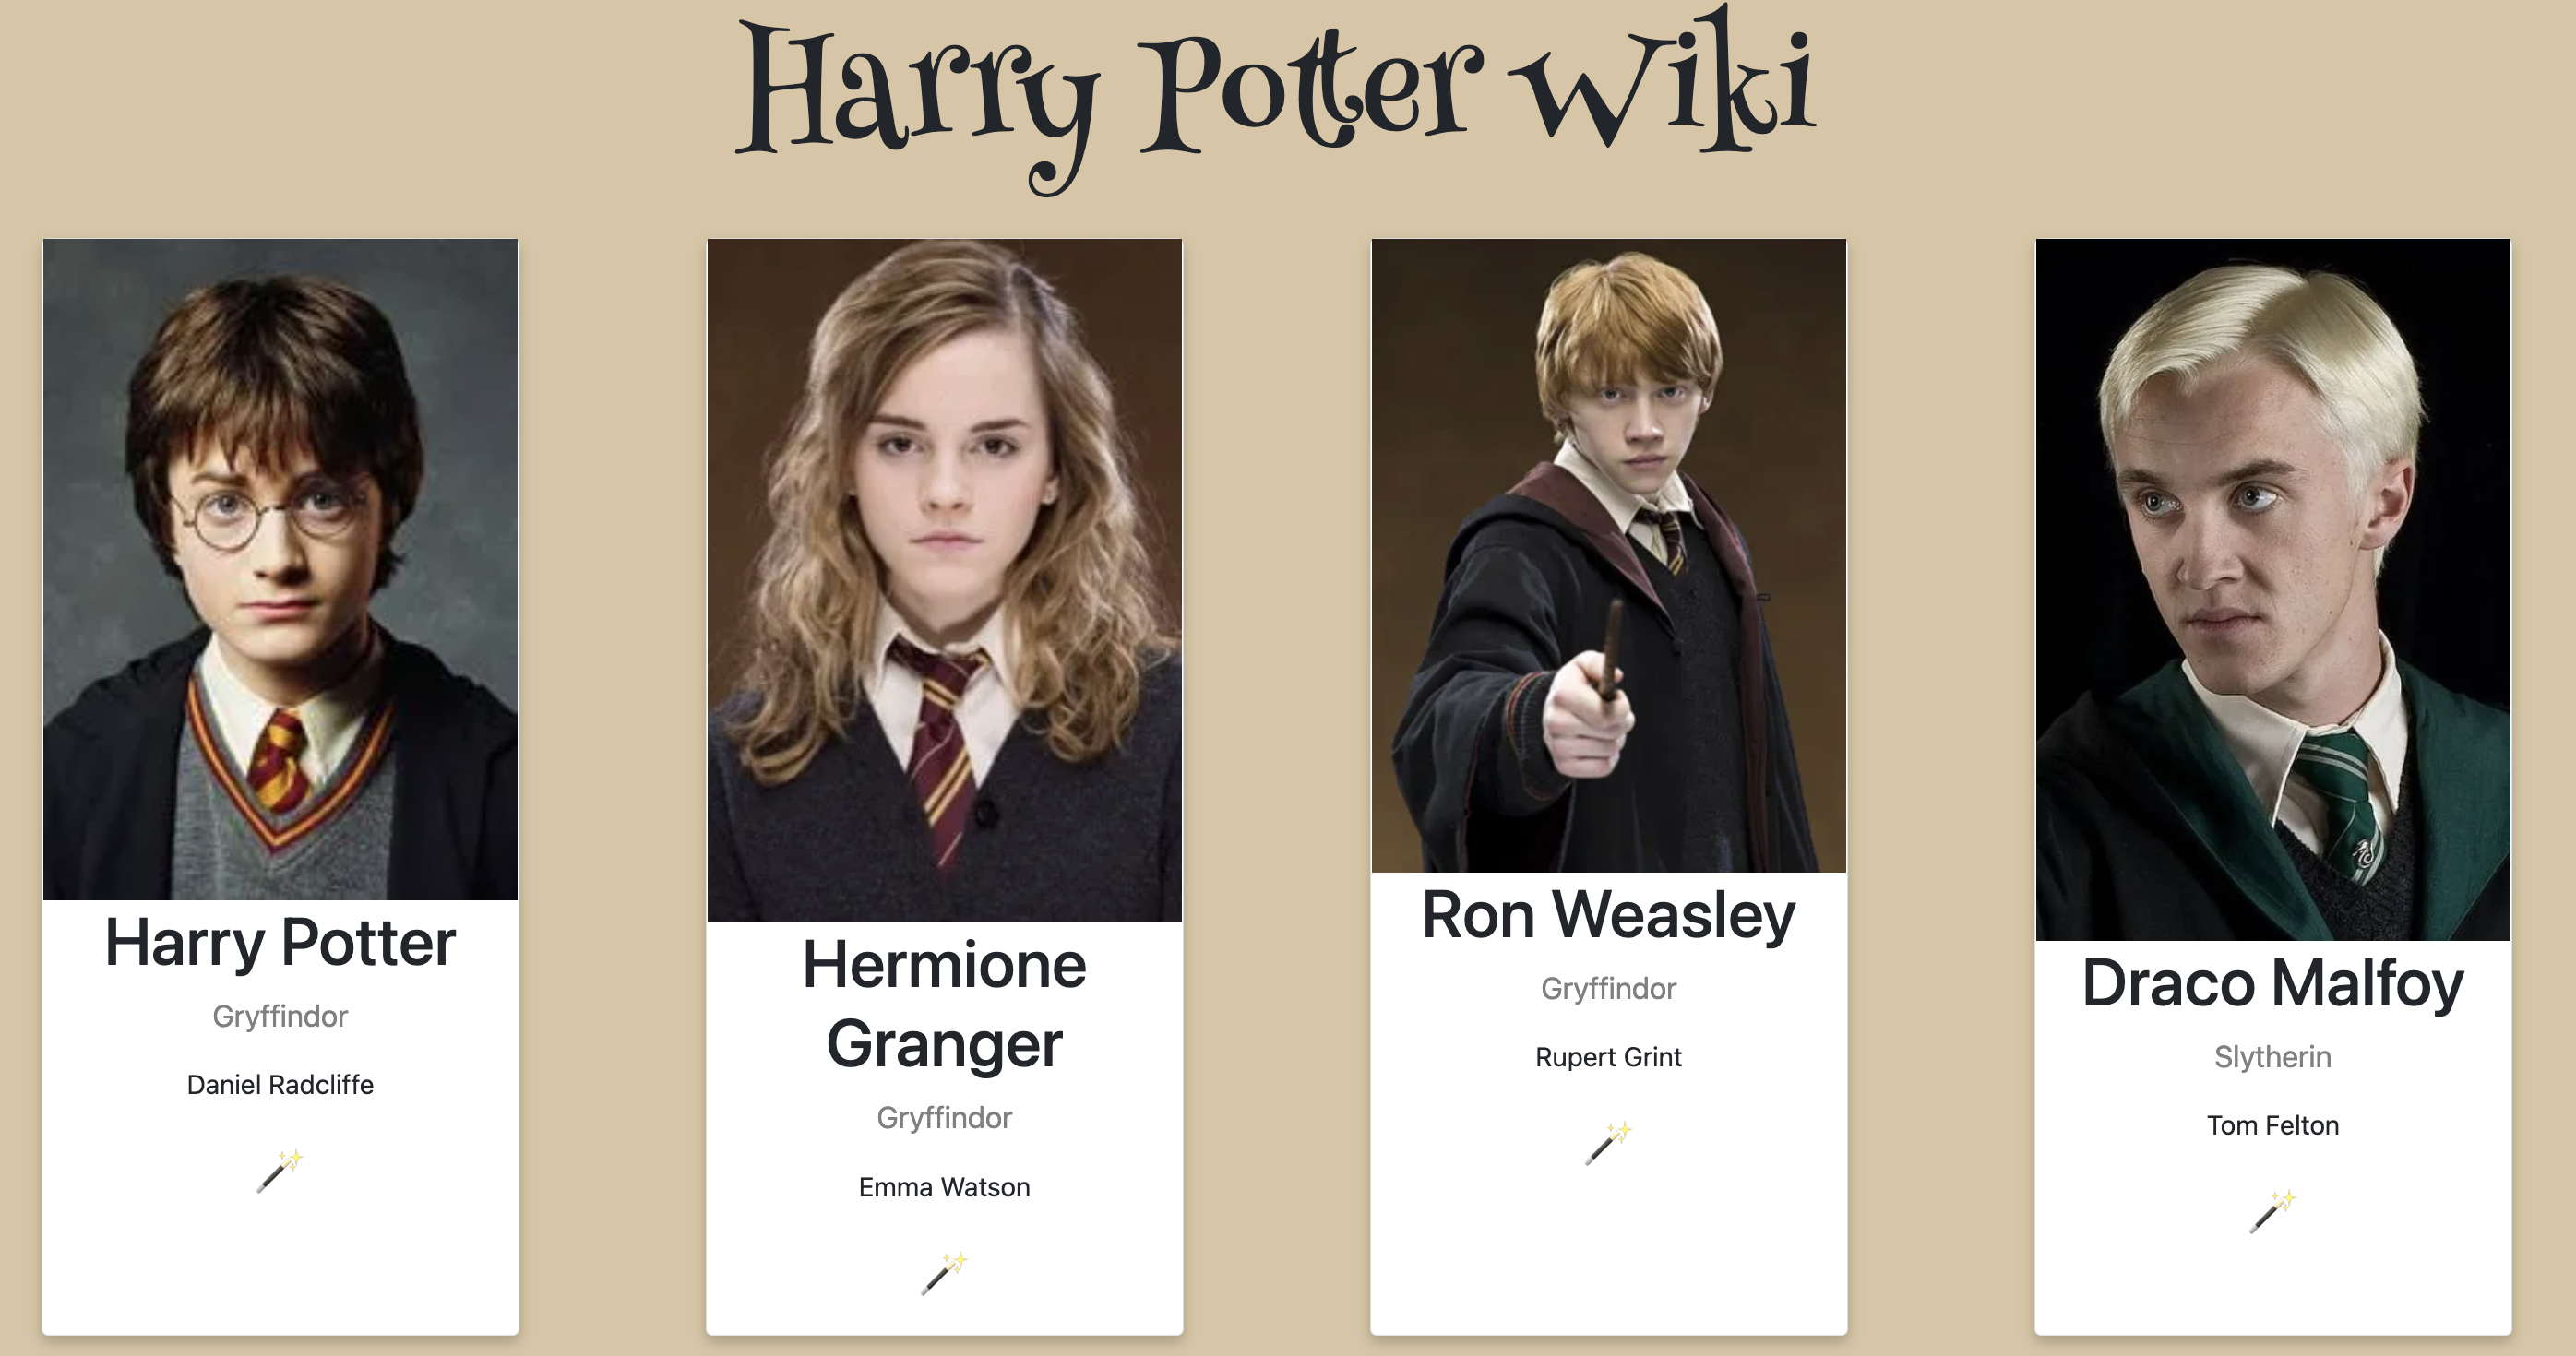 Harry Potter Wiki
Harry Potter
Gryffindor
Daniel Radcliffe
Hermione
Granger
Gryffindor
Emma Watson
Ron Weasley
Gryffindor
Rupert Grint
Draco Malfoy
Slytherin
Tom Felton